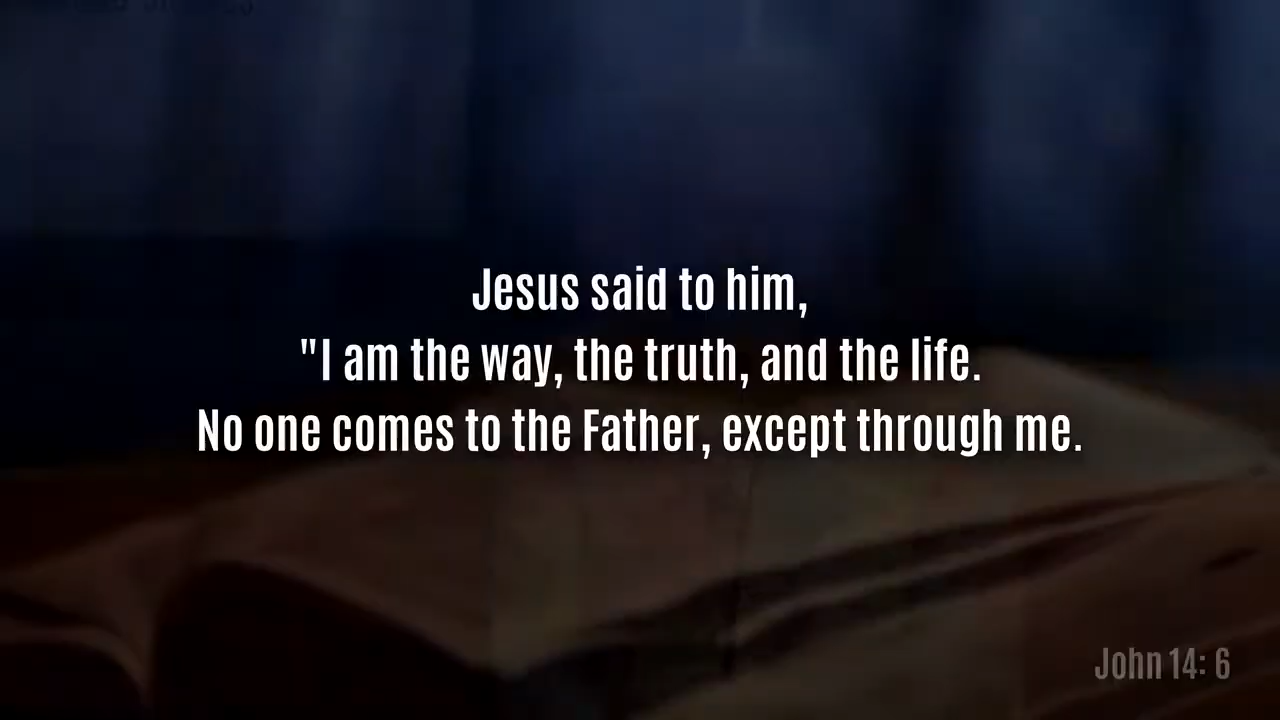 Jesus said to him,
"I am the way, the truth, and the life.
No one comes to the Father, except through me.
John 14: 6